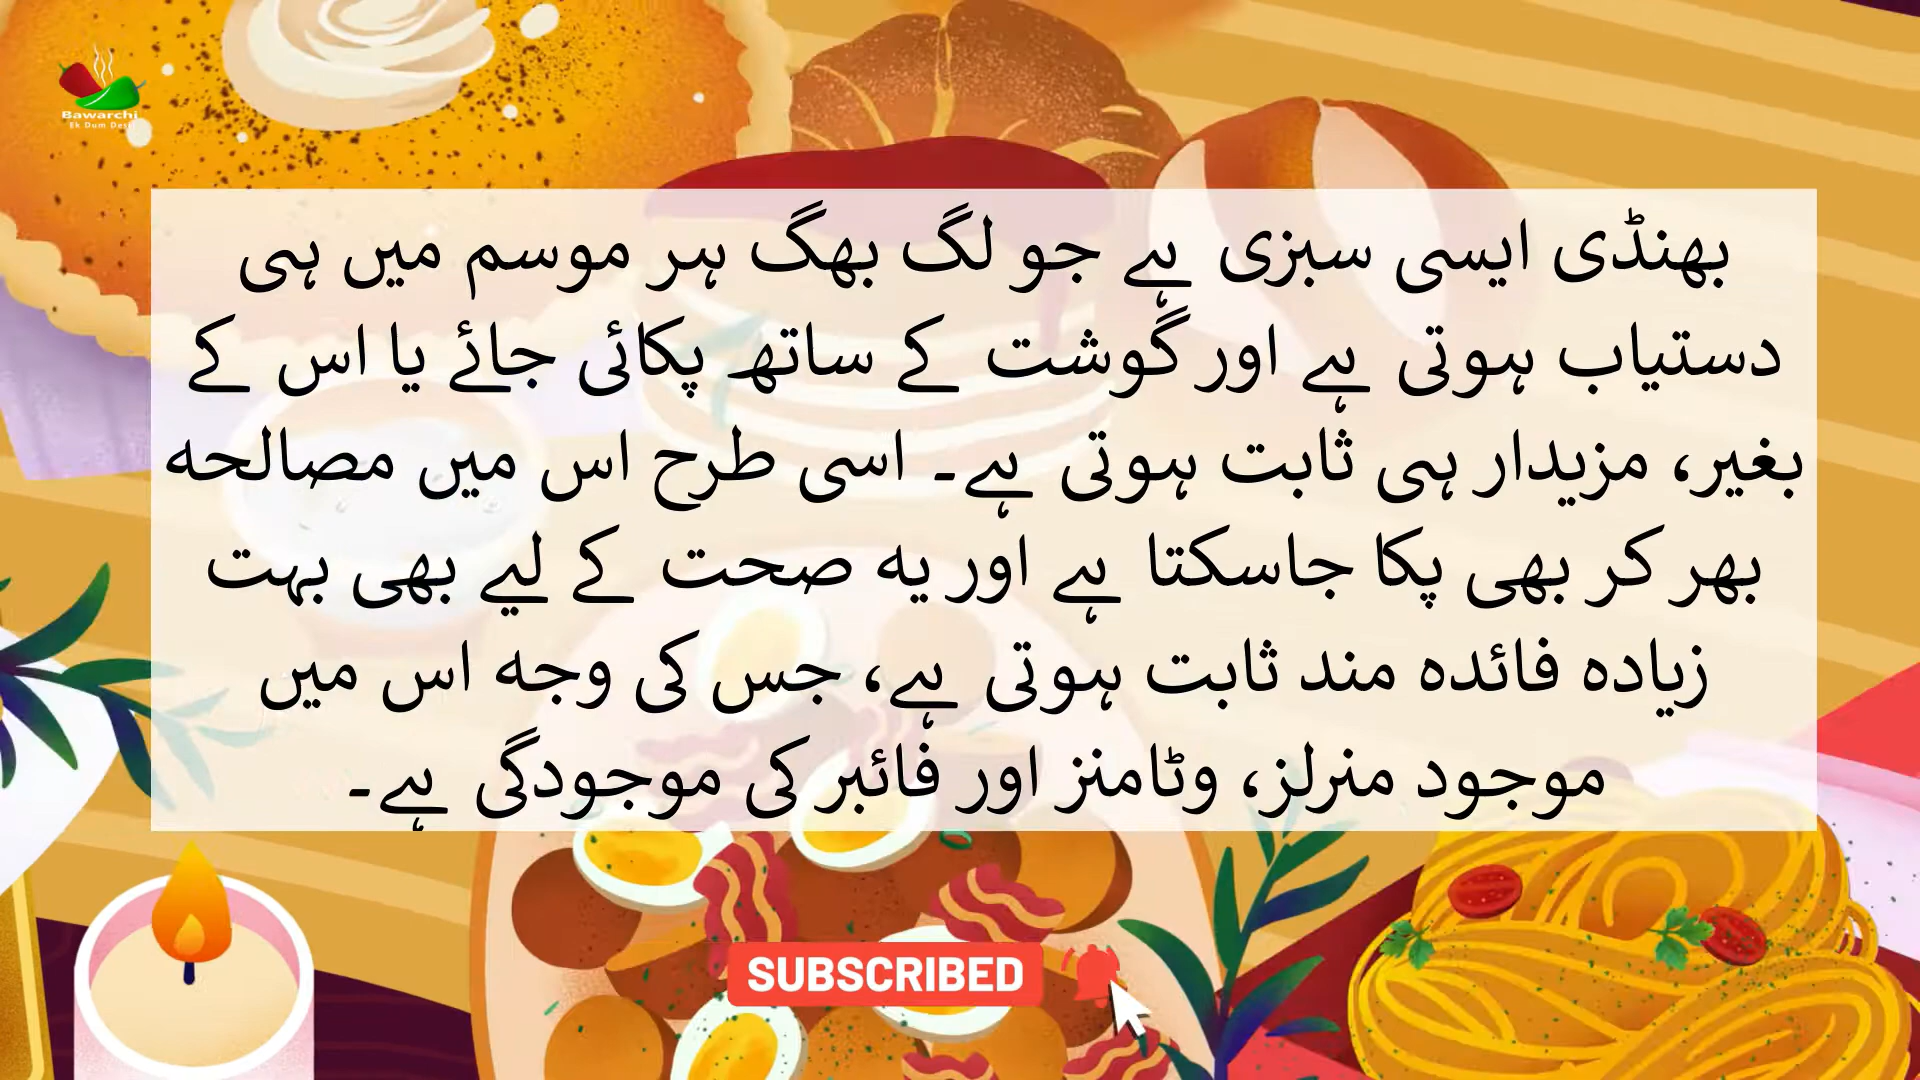 Bawarchi
Ek Dum Desi
بھنڈی ایسی سبزی ہے جو لگ بھگ ہر موسم میں ہی
دستیاب ہوتی ہے اور گوشت کے ساتھ پکائی جائے یا اس کے
بغیر، مزیدار ہی ثابت ہوتی ہے۔ اسی طرح اس میں مصالحہ
بھر کر بھی پکا جاسکتا ہے اور یہ صحت کے لیے بھی بہت
زیادہ فائدہ مند ثابت ہوتی ہے، جس کی وجہ اس میں
موجود منرلز، وٹامنز اور فائبر کی موجودگی ہے۔
SUBSCRIBED